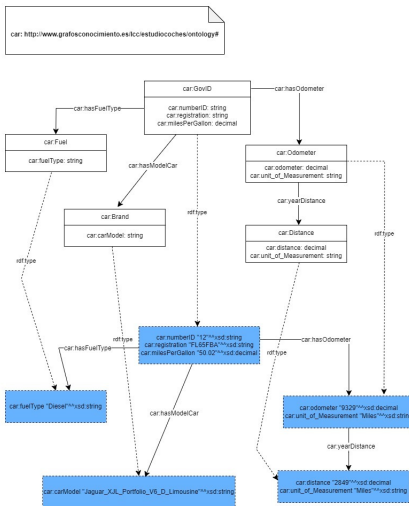 car: http://www.grafosconocimiento.es/lcc/estudiocoches/ontology#
car:GovID
car:numberID: string
car:registration: string
car:milesPerGallon: decimal
car:hasOdometer
car:hasFuelType
car:Fuel
car:fuelType: string
car:hasModelCar
car:Odometer
car:odometer: decimal
car:unit_of_Measurement: string
car:yearDistance
car:Brand
car:carModel: string
rdf:type
rdf:type
car:Distance
car:distance: decimal
car:unit_of_Measurement: string
rdf:type
rdf:type
car:numberID "12"^^xsd:string
car:registration "FL65FBA"^^xsd:string
car:milesPerGallon "50.02"^^xsd:decimal
rdf:type
car:hasFuelType
car:hasOdometer
rdf:type
car:fuelType "Diesel"^^xsd:string
car:hasModelCar
car:odometer "9329"^^xsd:decimal
car:unit_of_Measurement "Miles"^^xsd:string
car:yearDistance
car:carModel "Jaguar_XJL_Portfolio_V6_D_Limousine"^^xsd:string
car:distance "2849"^^xsd:decimal
car:unit_of_Measurement "Miles"^^xsd:string